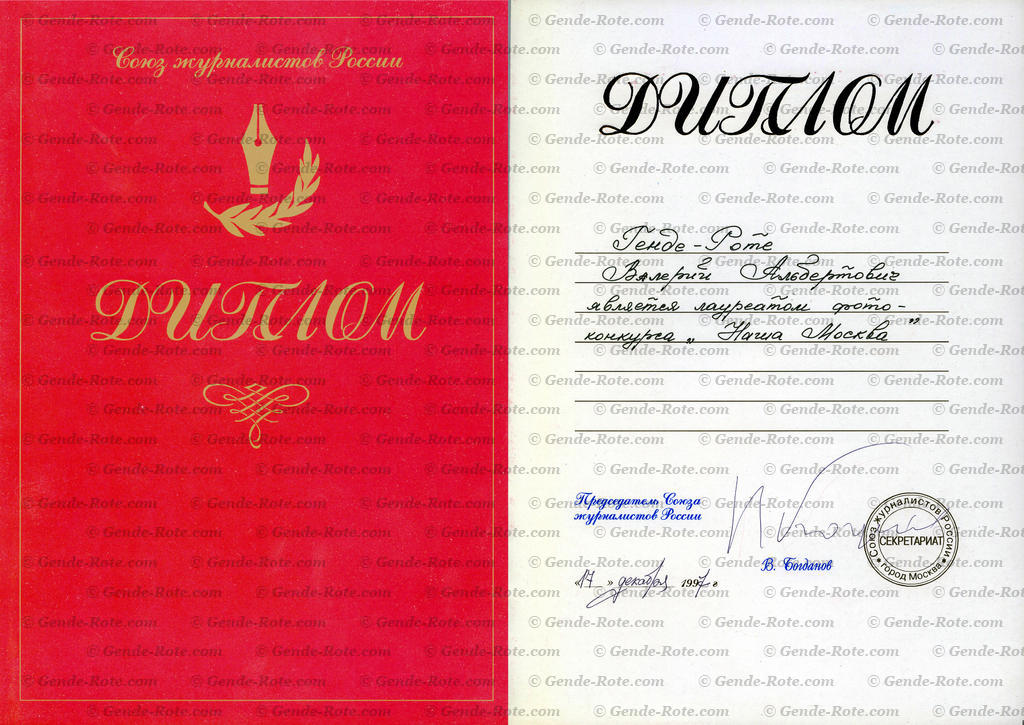 Союз журналистов России
ДИПЛОМ
© Gende-Rote.com
ДИПЛОМ
Генде-Роте
Валерий Альбертович
является лауреатом фото-
конкурса „Наша Москва"
Председатель Союза
журналистов России
В. Богданов
«17» декабря 1997 г
Союз журналистов России
СЕКРЕТАРИАТ
город Москва